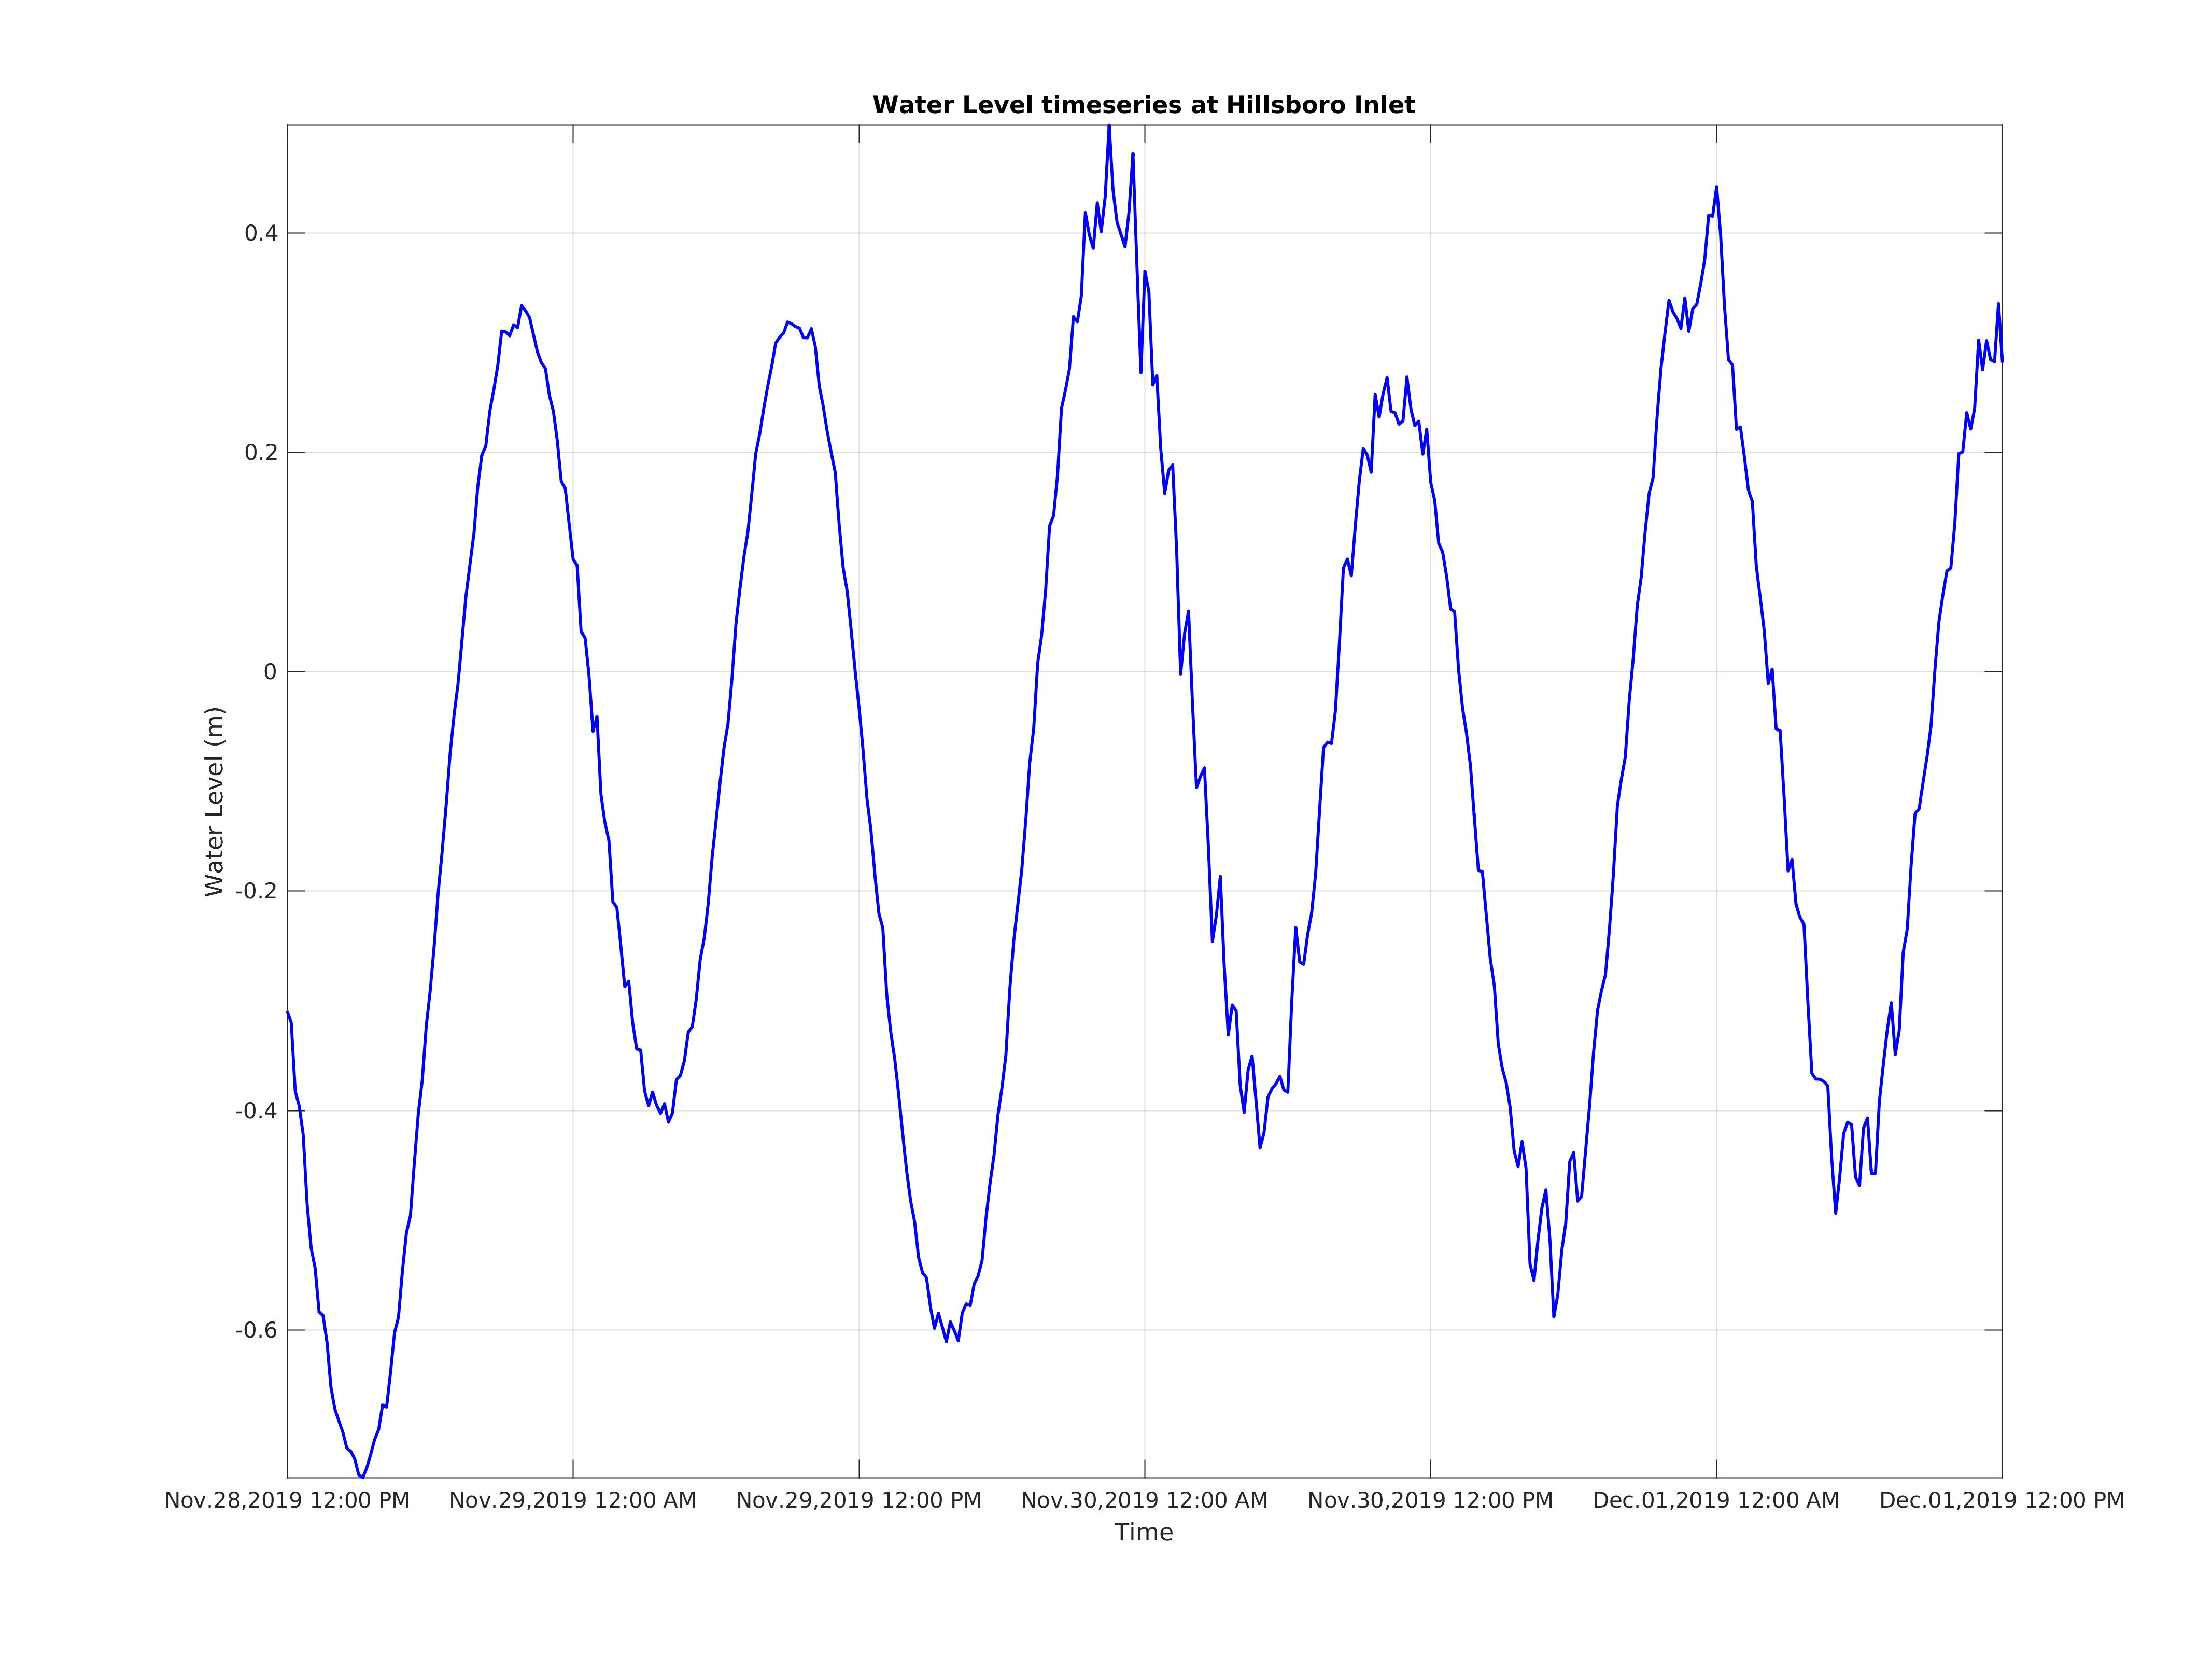 Water Level timeseries at Hillsboro Inlet
0.4
0.2
0
-0.2
-0.4
-0.6
Water Level (m)
Nov.28,2019 12:00 PM Nov.29,2019 12:00 AM Nov.29,2019 12:00 PM Nov.30,2019 12:00 AM Nov.30,2019 12:00 PM Dec.01,2019 12:00 AM Dec.01,2019 12:00 PM
Time